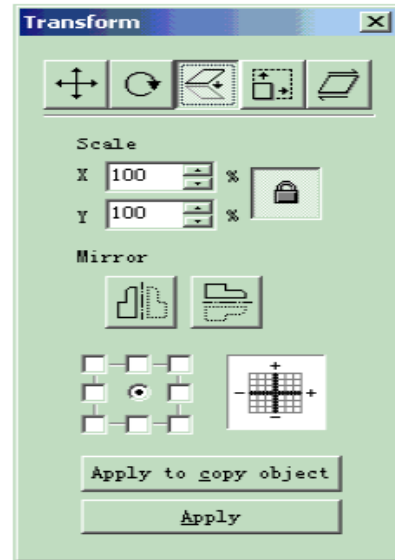 Transform
Scale
X 100 %
Y 100 %
Mirror
Apply to copy object
Apply